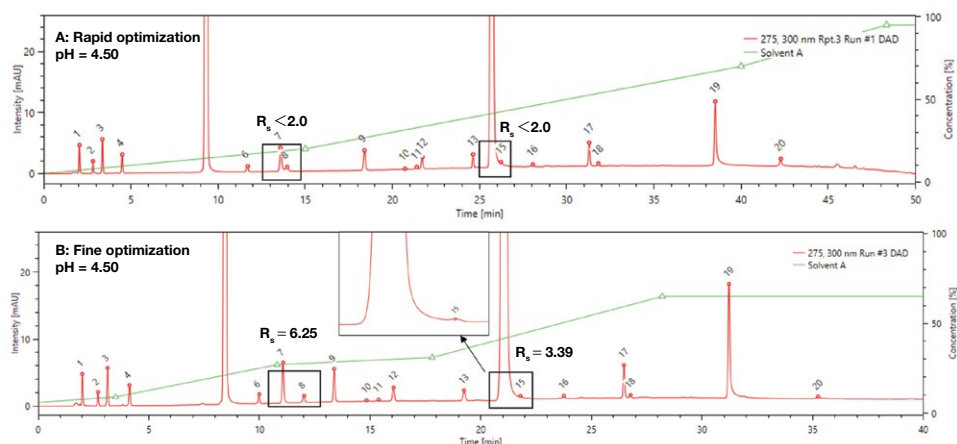 A: Rapid optimization
pH = 4.50
Intensity [mAU]
20
10
0
1
2
3
4
6
7
8
9
10
11
12
13
15
16
17
18
19
20
Rs <2.0
Rs <2.0
275, 300 nm Rpt.3 Run #1 DAD
Solvent A
100
50
0
Concentration [%]
0 5 10 15 20 25 30 35 40 45 50
Time [min]
B: Fine optimization
pH = 4.50
Intensity [mAU]
20
10
0
1
2
3
4
6
7
8
9
10
11
12
13
15
15
16
17
18
19
20
Rs = 6.25
Rs = 3.39
275, 300 nm Run #3 DAD
Solvent A
100
50
0
Concentration [%]
0 5 10 15 20 25 30 35 40
Time [min]